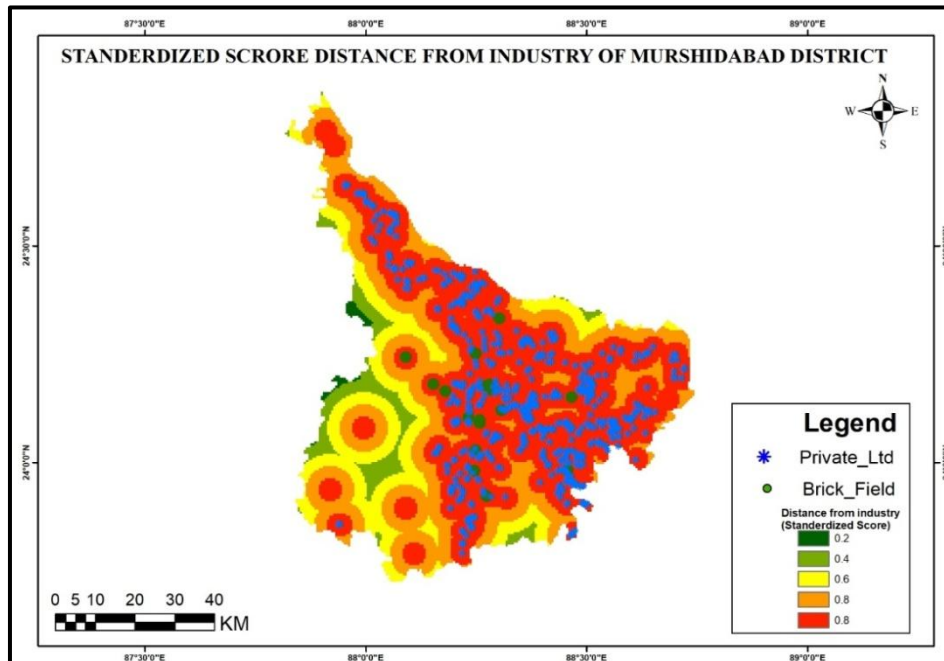 87°30'0"E 88°0'0"E 88°30'0"E 89°0'0"E
STANDERDIZED SCRORE DISTANCE FROM INDUSTRY OF MURSHIDABAD DISTRICT
N
W E
S
24°30'0"N
24°0'0"N
Legend
Private_Ltd
Brick_Field
Distance from industry
(Standerdized Score)
0.2
0.4
0.6
0.8
0.8
0 5 10 20 30 40
KM
87°30'0"E 88°0'0"E 88°30'0"E 89°0'0"E